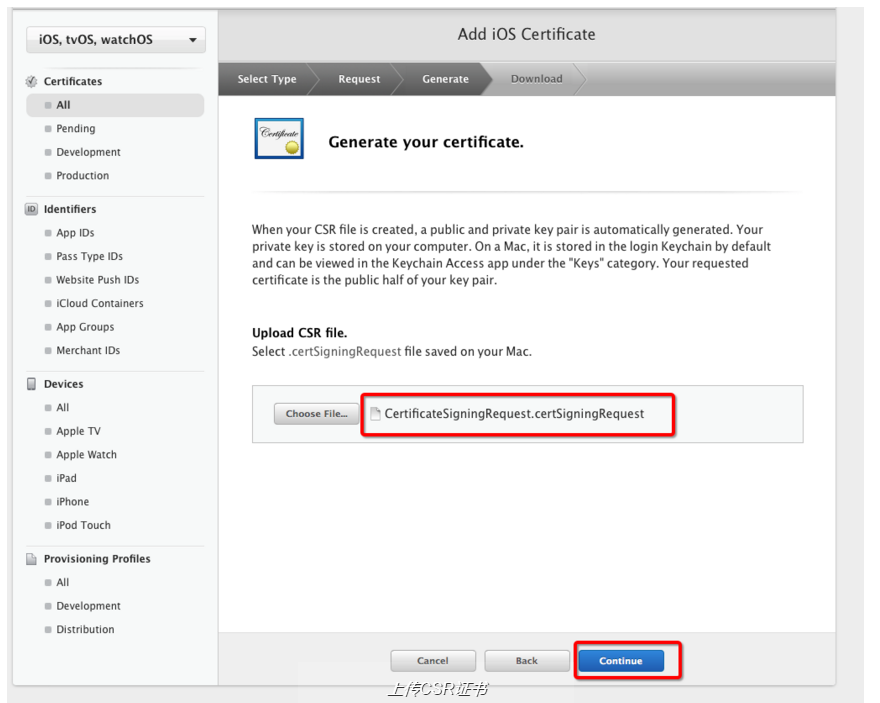 iOS, tvOS, watchOS
Certificates
All
Pending
Development
Production
ID Identifiers
App IDs
Pass Type IDs
Website Push IDs
iCloud Containers
App Groups
Merchant IDs
Devices
All
Apple TV
Apple Watch
iPad
iPhone
iPod Touch
Provisioning Profiles
All
Development
Distribution
Add iOS Certificate
Select Type Request Generate Download
Certificate
Generate your certificate.
When your CSR file is created, a public and private key pair is automatically generated. Your
private key is stored on your computer. On a Mac, it is stored in the login Keychain by default
and can be viewed in the Keychain Access app under the "Keys" category. Your requested
certificate is the public half of your key pair.
Upload CSR file.
Select .certSigningRequest file saved on your Mac.
Choose File... CertificateSigningRequest.certSigningRequest
Cancel Back Continue
上传CSR证书